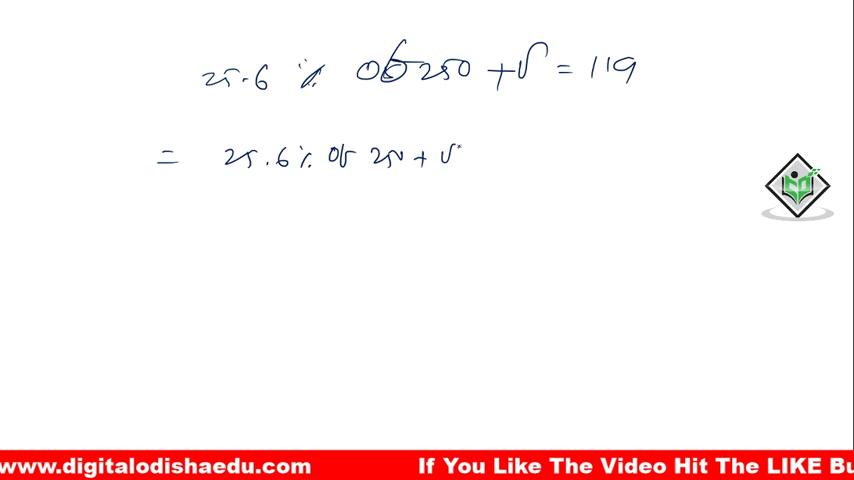 25.6 % of 250 + √ = 119
= 25.6 % of 250 + √
www.digitalodishaedu.com If You Like The Video Hit The LIKE Bu